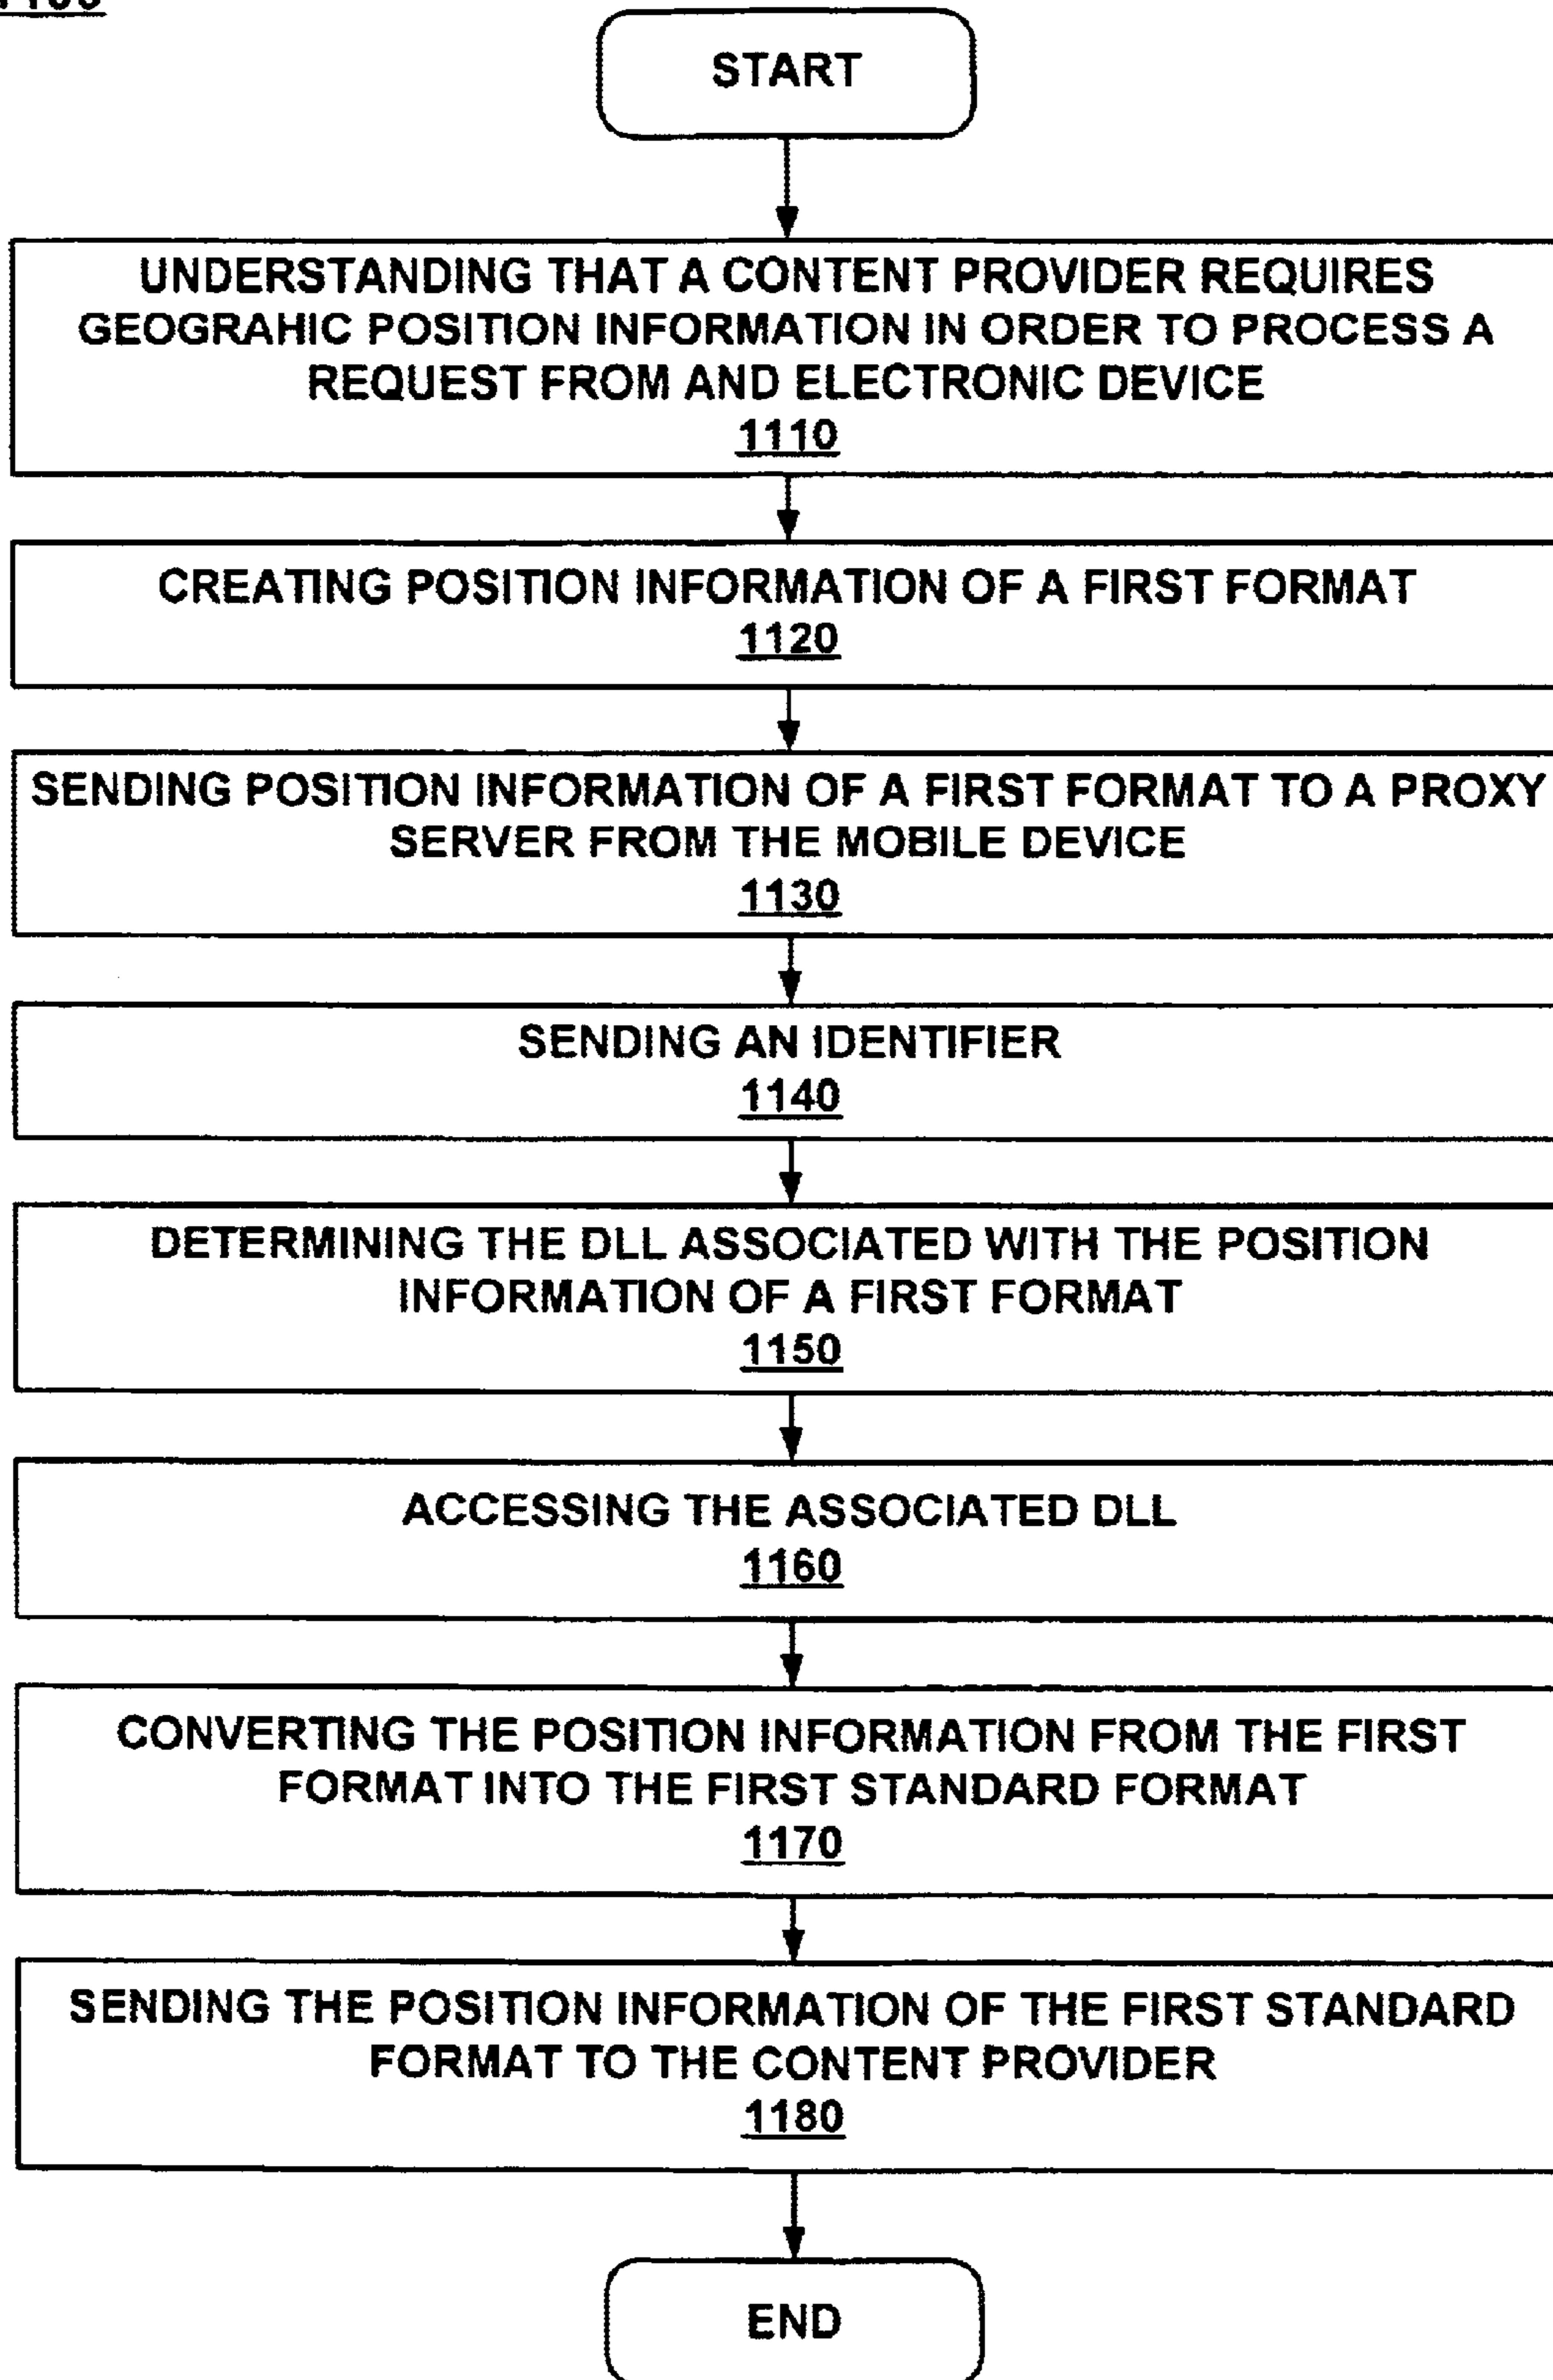 START
UNDERSTANDING THAT A CONTENT PROVIDER REQUIRES
GEOGRAHIC POSITION INFORMATION IN ORDER TO PROCESS A
REQUEST FROM AND ELECTRONIC DEVICE
1110
CREATING POSITION INFORMATION OF A FIRST FORMAT
1120
SENDING POSITION INFORMATION OF A FIRST FORMAT TO A PROXY
SERVER FROM THE MOBILE DEVICE
1130
SENDING AN IDENTIFIER
1140
DETERMINING THE DLL ASSOCIATED WITH THE POSITION
INFORMATION OF A FIRST FORMAT
1150
ACCESSING THE ASSOCIATED DLL
1160
CONVERTING THE POSITION INFORMATION FROM THE FIRST
FORMAT INTO THE FIRST STANDARD FORMAT
1170
SENDING THE POSITION INFORMATION OF THE FIRST STANDARD
FORMAT TO THE CONTENT PROVIDER
1180
END